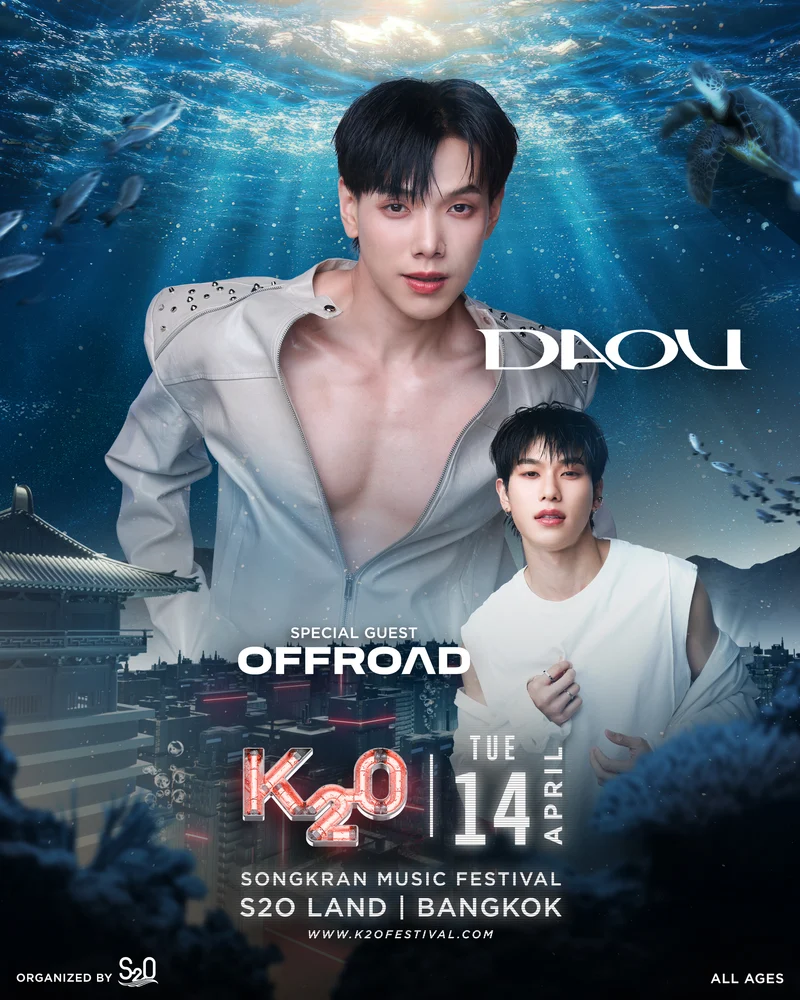 DAOU
SPECIAL GUEST
OFFROAD
K2O
TUE
14
APRIL
SONGKRAN MUSIC FESTIVAL
S2O LAND | BANGKOK
WWW.K2OFESTIVAL.COM
ORGANIZED BY S2O
ALL AGES